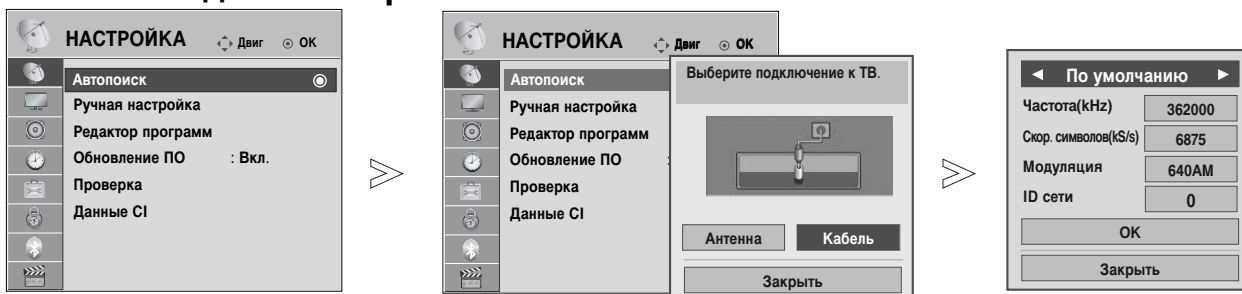 НАСТРОЙКА Двиг OK
Автопоиск
Ручная настройка
Редактор программ
Обновление ПО : Вкл.
Проверка
Данные CI
НАСТРОЙКА Двиг OK
Автопоиск
Ручная настройка
Редактор программ
Обновление ПО :
Проверка
Данные CI
Выберите подключение к ТВ.
Антенна Кабель
Закрыть
◄ По умолчанию ►
Частота(kHz) 362000
Скор. символов(kS/s) 6875
Модуляция 640AM
ID сети 0
OK
Закрыть